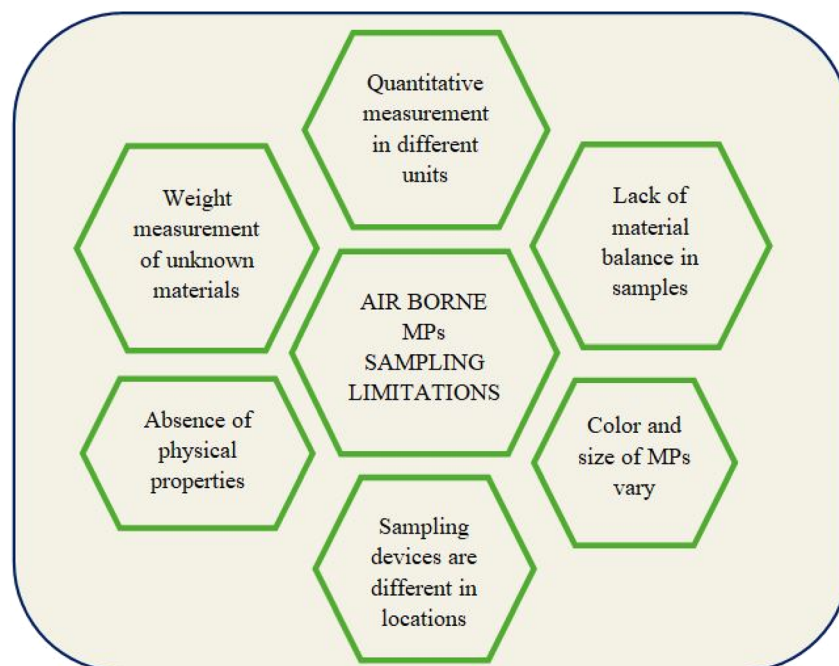 Quantitative
measurement
in different
units
Weight
measurement
of unknown
materials
Lack of
material
balance in
samples
AIR BORNE
MPs
SAMPLING
LIMITATIONS
Absence of
physical
properties
Color and
size of MPs
vary
Sampling
devices are
different in
locations